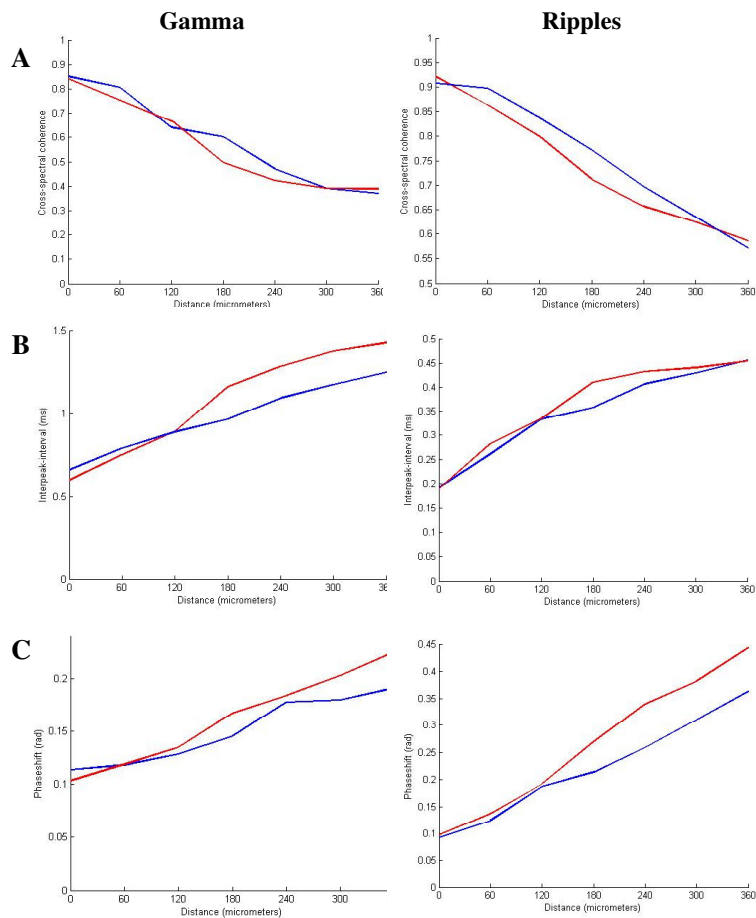 Gamma
Ripples
A
1
0.9
0.8
0.7
0.6
0.5
0.4
0.3
0.2
0.1
0
Cross-spectral coherence
0 60 120 180 240 300 360
Distance (micrometers)
1
0.95
0.9
0.85
0.8
0.75
0.7
0.65
0.6
0.55
0.5
Cross-spectral coherence
0 60 120 180 240 300 360
Distance (micrometers)
B
1.5
1
0.5
0
Interpeak-interval (ms)
0 60 120 180 240 300 36
Distance (micrometers)
0.5
0.45
0.4
0.35
0.3
0.25
0.2
0.15
0.1
0.05
0
Interpeak-interval (ms)
0 60 120 180 240 300 360
Distance (micrometers)
C
0.2
0.15
0.1
0.05
0
Phaseshift (rad)
0 60 120 180 240 300
Distance (micrometers)
0.45
0.4
0.35
0.3
0.25
0.2
0.15
0.1
0.05
0
Phaseshift (rad)
0 60 120 180 240 300 360
Distance (micrometers)